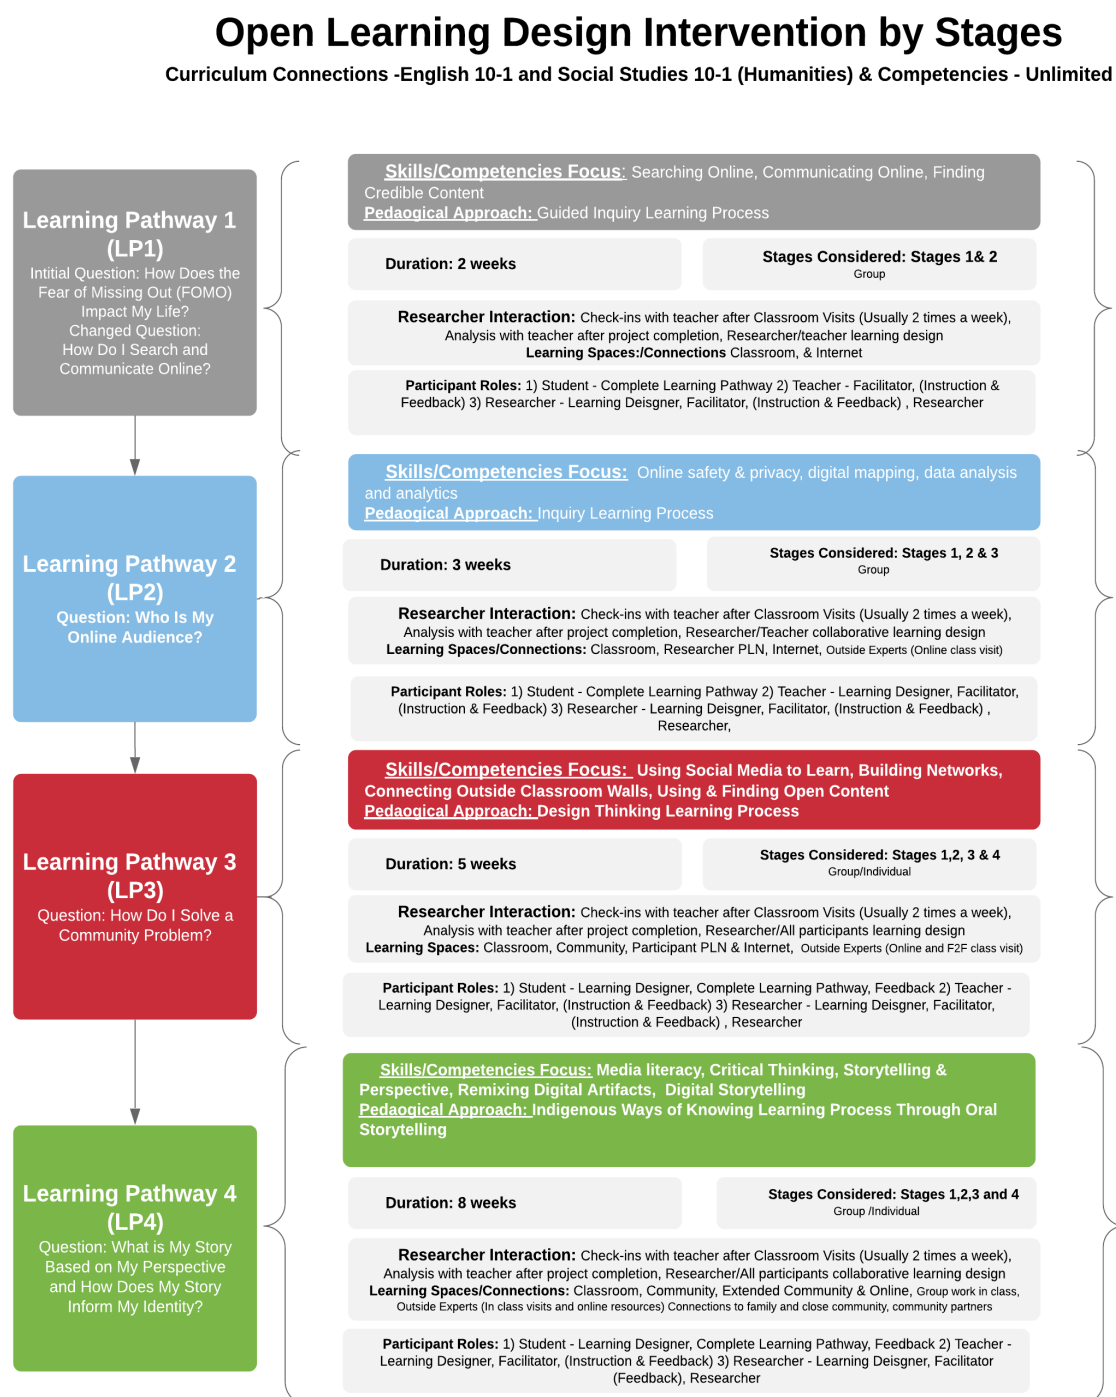 Open Learning Design Intervention by Stages
Curriculum Connections -English 10-1 and Social Studies 10-1 (Humanities) & Competencies - Unlimited
Learning Pathway 1
(LP1)
Intitial Question: How Does the
Fear of Missing Out (FOMO)
Impact My Life?
Changed Question:
How Do I Search and
Communicate Online?
Skills/Competencies Focus: Searching Online, Communicating Online, Finding
Credible Content
Pedaogical Approach: Guided Inquiry Learning Process
Duration: 2 weeks
Stages Considered: Stages 1& 2
Group
Researcher Interaction: Check-ins with teacher after Classroom Visits (Usually 2 times a week),
Analysis with teacher after project completion, Researcher/teacher learning design
Learning Spaces:/Connections Classroom, & Internet
Participant Roles: 1) Student - Complete Learning Pathway 2) Teacher - Facilitator, (Instruction &
Feedback) 3) Researcher - Learning Deisgner, Facilitator, (Instruction & Feedback) , Researcher
Learning Pathway 2
(LP2)
Question: Who Is My
Online Audience?
Skills/Competencies Focus: Online safety & privacy, digital mapping, data analysis
and analytics
Pedaogical Approach: Inquiry Learning Process
Duration: 3 weeks
Stages Considered: Stages 1, 2 & 3
Group
Researcher Interaction: Check-ins with teacher after Classroom Visits (Usually 2 times a week),
Analysis with teacher after project completion, Researcher/Teacher collaborative learning design
Learning Spaces/Connections: Classroom, Researcher PLN, Internet, Outside Experts (Online class visit)
Participant Roles: 1) Student - Complete Learning Pathway 2) Teacher - Learning Designer, Facilitator,
(Instruction & Feedback) 3) Researcher - Learning Deisgner, Facilitator, (Instruction & Feedback) ,
Researcher,
Learning Pathway 3
(LP3)
Question: How Do I Solve a
Community Problem?
Skills/Competencies Focus: Using Social Media to Learn, Building Networks,
Connecting Outside Classroom Walls, Using & Finding Open Content
Pedaogical Approach: Design Thinking Learning Process
Duration: 5 weeks
Stages Considered: Stages 1,2, 3 & 4
Group/Individual
Researcher Interaction: Check-ins with teacher after Classroom Visits (Usually 2 times a week),
Analysis with teacher after project completion, Researcher/All participants learning design
Learning Spaces: Classroom, Community, Participant PLN & Internet, Outside Experts (Online and F2F class visit)
Participant Roles: 1) Student - Learning Designer, Complete Learning Pathway, Feedback 2) Teacher -
Learning Designer, Facilitator, (Instruction & Feedback) 3) Researcher - Learning Deisgner, Facilitator,
(Instruction & Feedback) , Researcher
Learning Pathway 4
(LP4)
Question: What is My Story
Based on My Perspective
and How Does My Story
Inform My Identity?
Skills/Competencies Focus: Media literacy, Critical Thinking, Storytelling &
Perspective, Remixing Digital Artifacts, Digital Storytelling
Pedaogical Approach: Indigenous Ways of Knowing Learning Process Through Oral
Storytelling
Duration: 8 weeks
Stages Considered: Stages 1,2,3 and 4
Group /Individual
Researcher Interaction: Check-ins with teacher after Classroom Visits (Usually 2 times a week),
Analysis with teacher after project completion, Researcher/All participants collaborative learning design
Learning Spaces/Connections: Classroom, Community, Extended Community & Online, Group work in class,
Outside Experts (In class visits and online resources) Connections to family and close community, community partners
Participant Roles: 1) Student - Learning Designer, Complete Learning Pathway, Feedback 2) Teacher -
Learning Designer, Facilitator, (Instruction & Feedback) 3) Researcher - Learning Deisgner, Facilitator
(Feedback), Researcher